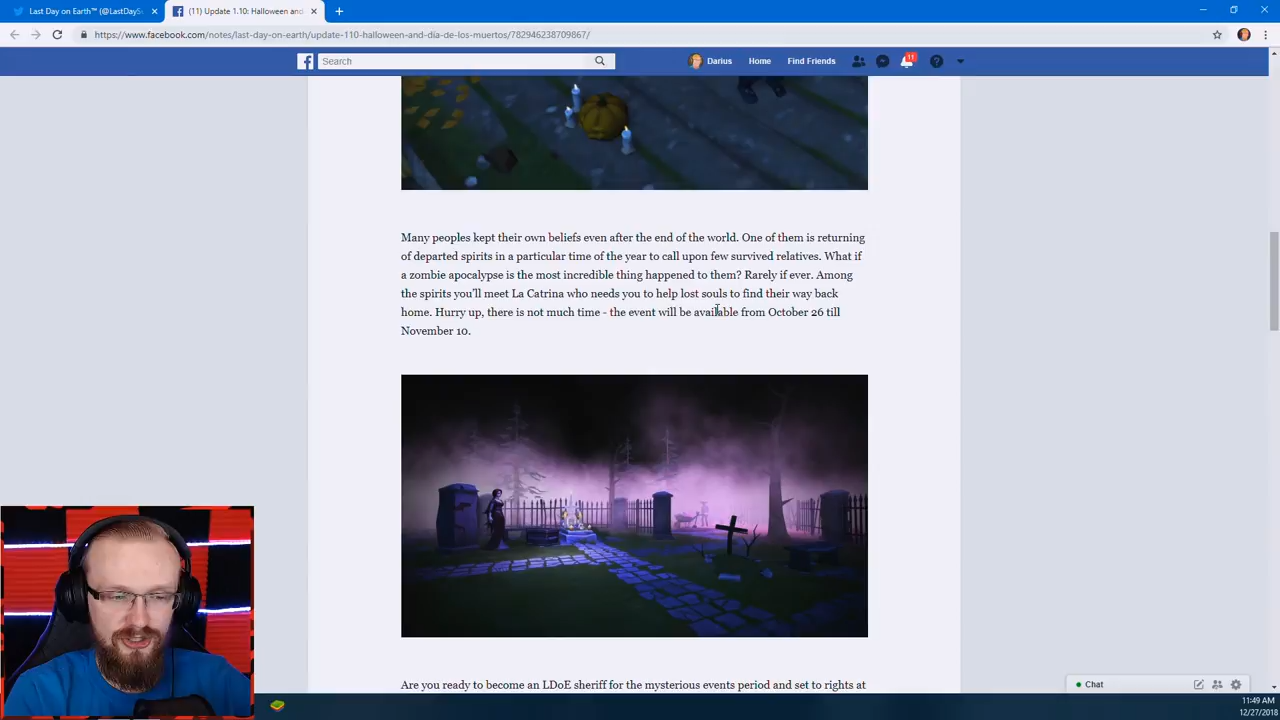 Last Day on Earth™ (@LastDayS
(11) Update 1.10: Halloween and
https://www.facebook.com/notes/last-day-on-earth/update-110-halloween-and-día-de-los-muertos/782946238709867/
Search
Darius
Home
Find Friends
11
Many peoples kept their own beliefs even after the end of the world. One of them is returning
of departed spirits in a particular time of the year to call upon few survived relatives. What if
a zombie apocalypse is the most incredible thing happened to them? Rarely if ever. Among
the spirits you'll meet La Catrina who needs you to help lost souls to find their way back
home. Hurry up, there is not much time - the event will be available from October 26 till
November 10.
Are you ready to become an LDoE sheriff for the mysterious events period and set to rights at
Chat
11:49 AM
12/27/2018